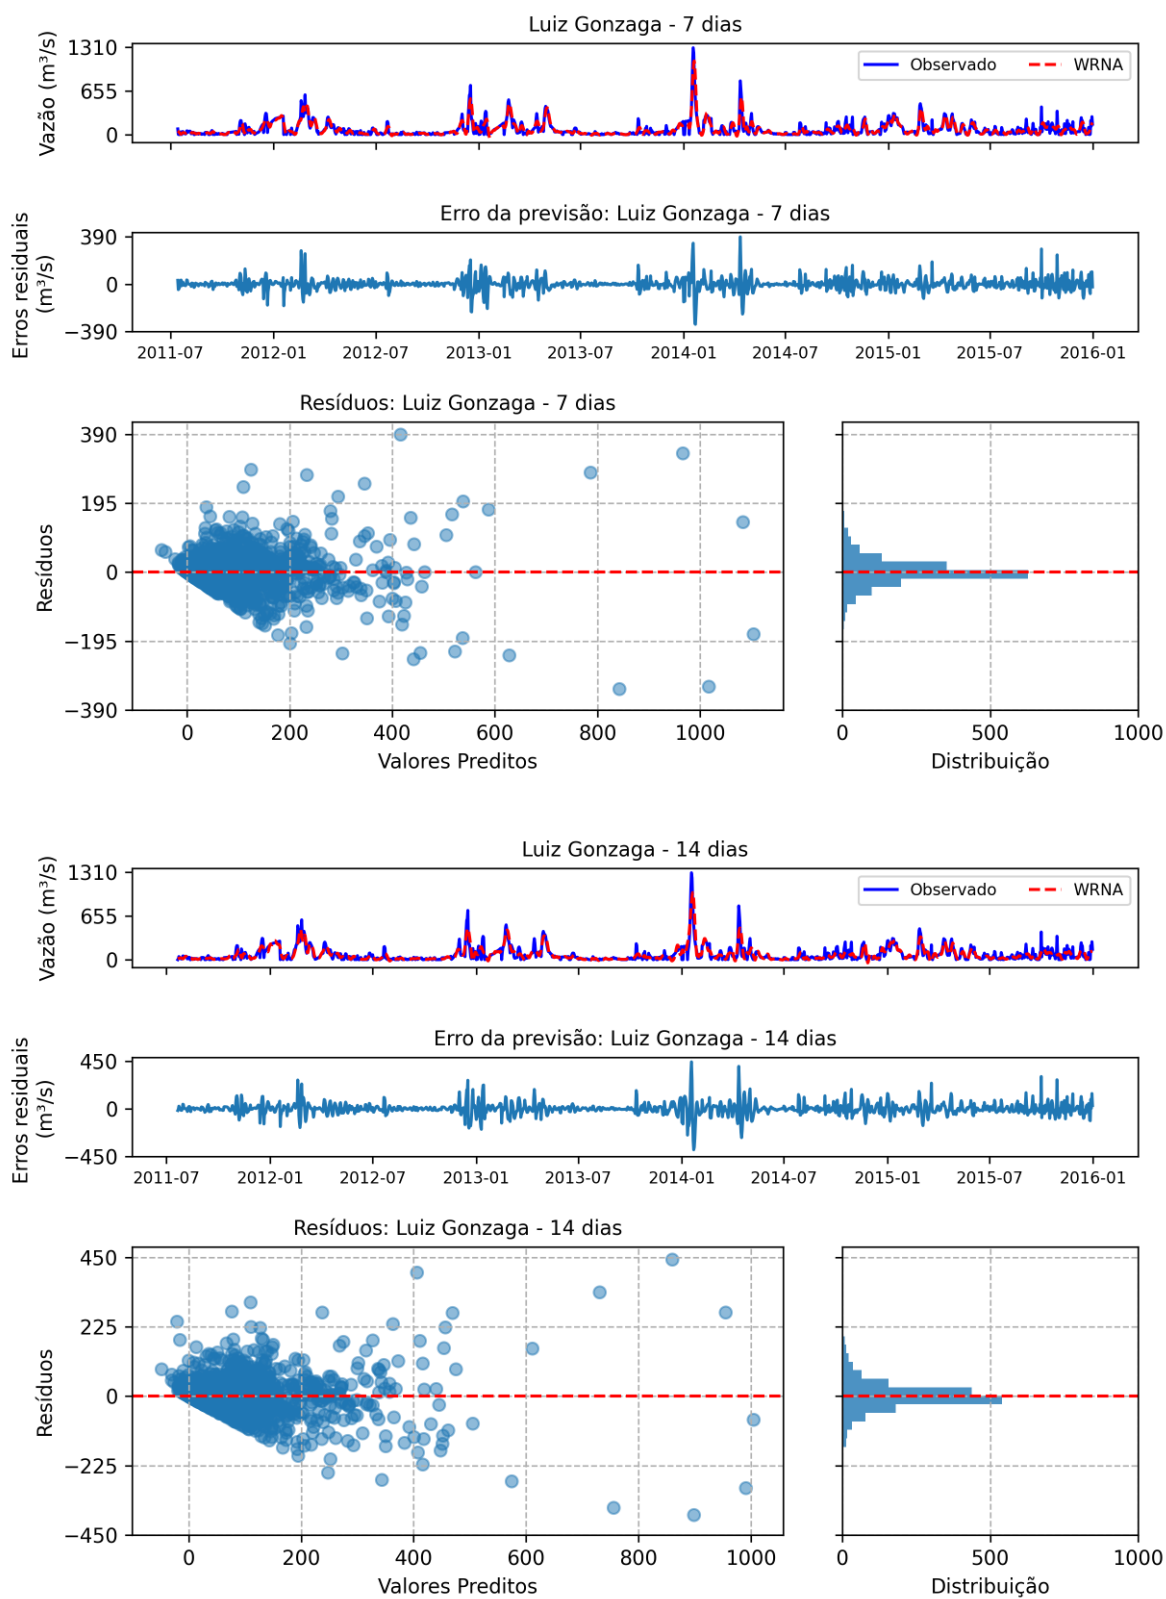 Luiz Gonzaga - 7 dias
Vazão (m³/s)
1310
655
0
Observado
WRNA
Erro da previsão: Luiz Gonzaga - 7 dias
Erros residuais
(m³/s)
390
0
−390
2011-07 2012-01 2012-07 2013-01 2013-07 2014-01 2014-07 2015-01 2015-07 2016-01
Resíduos: Luiz Gonzaga - 7 dias
Resíduos
390
195
0
−195
−390
0 200 400 600 800 1000
Valores Preditos
0 500 1000
Distribuição
Luiz Gonzaga - 14 dias
Vazão (m³/s)
1310
655
0
Observado
WRNA
Erro da previsão: Luiz Gonzaga - 14 dias
Erros residuais
(m³/s)
450
0
−450
2011-07 2012-01 2012-07 2013-01 2013-07 2014-01 2014-07 2015-01 2015-07 2016-01
Resíduos: Luiz Gonzaga - 14 dias
Resíduos
450
225
0
−225
−450
0 200 400 600 800 1000
Valores Preditos
0 500 1000
Distribuição